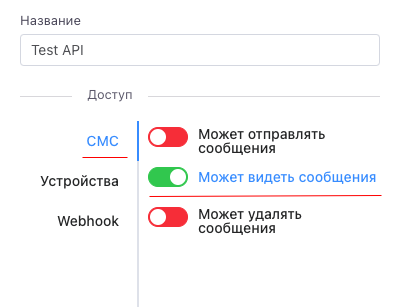 Название
Test API
Доступ
СМС
Может отправлять
сообщения
Устройства
Может видеть сообщения
Webhook
Может удалять
сообщения